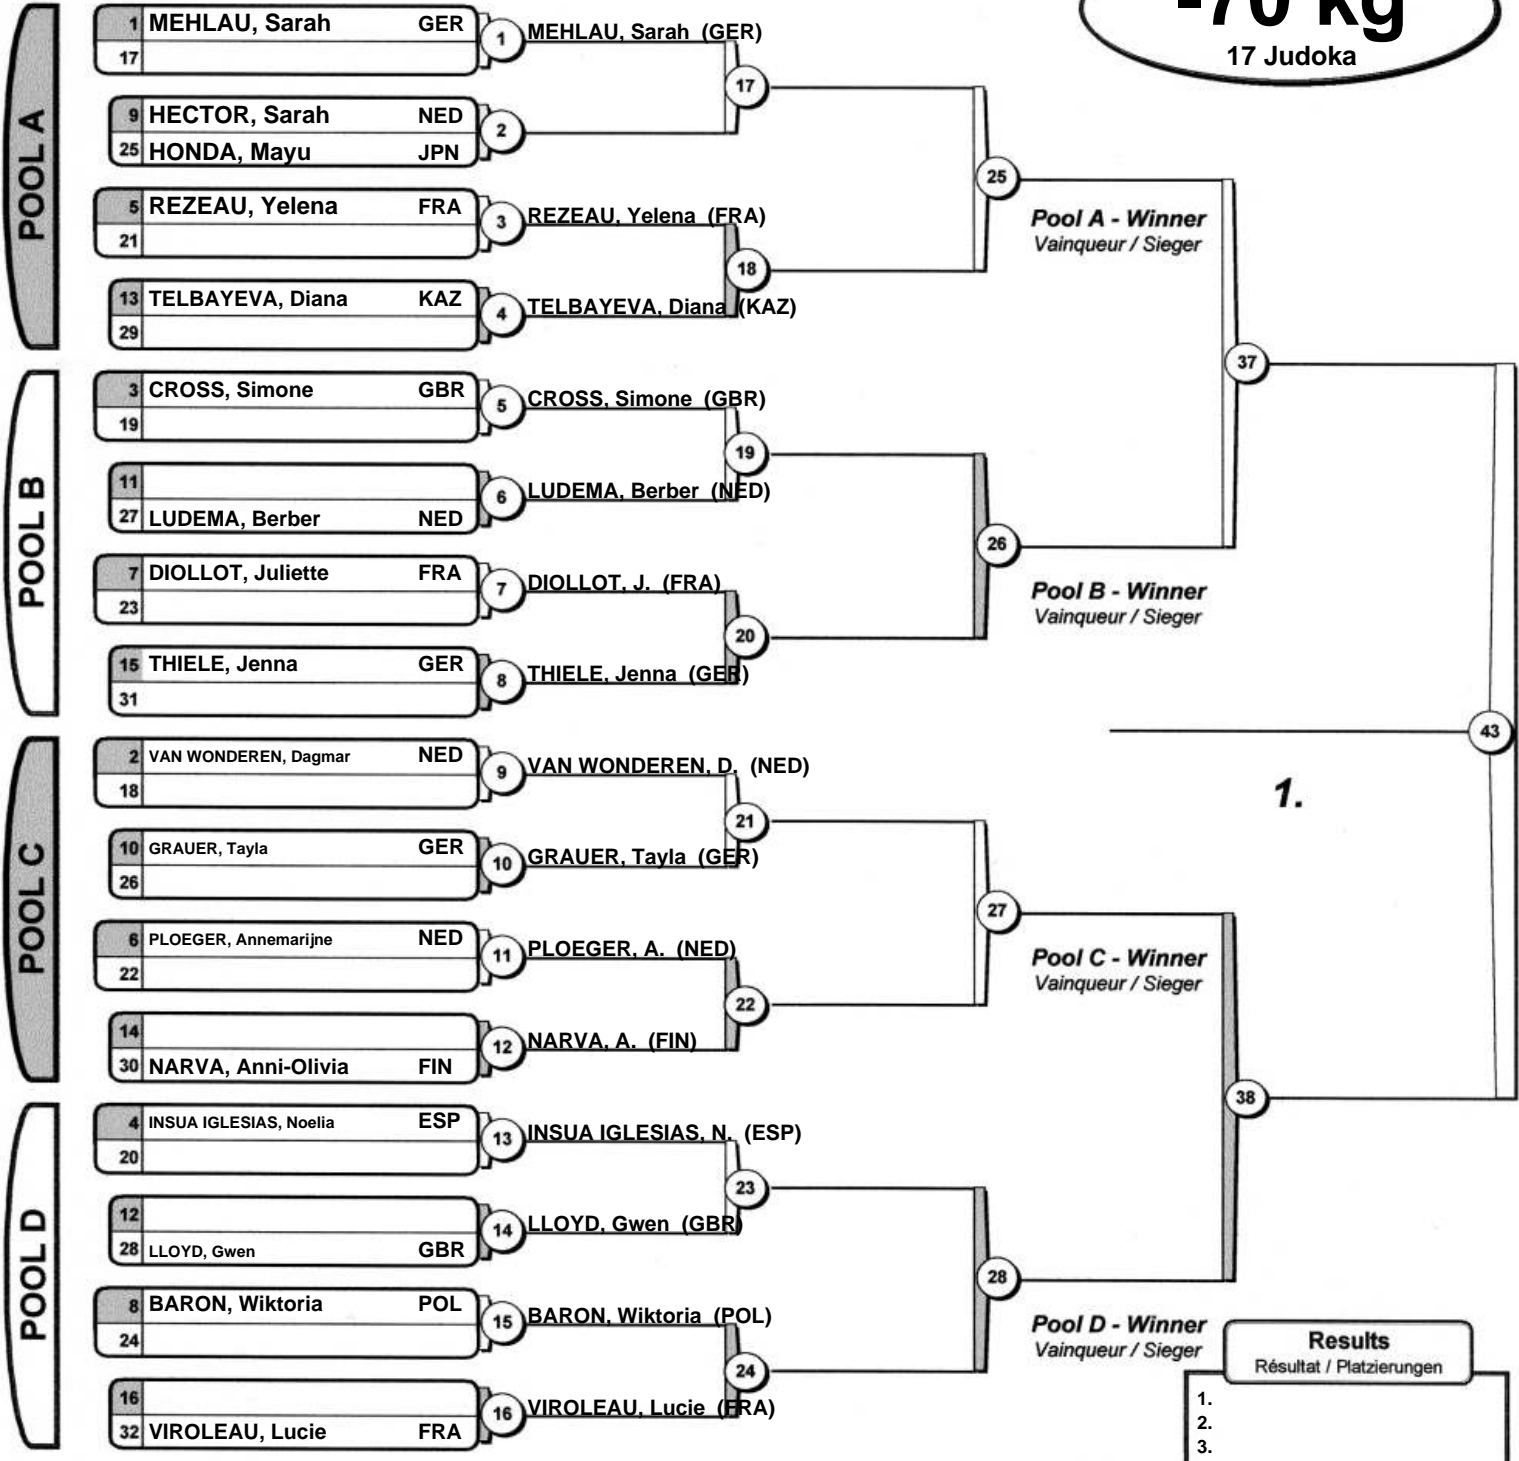 -70 kg
17 Judoka
POOL A
1 MEHLAU, Sarah GER
17
1 MEHLAU, Sarah (GER)
17
9 HECTOR, Sarah NED
25 HONDA, Mayu JPN
2
25
5 REZEAU, Yelena FRA
21
3 REZEAU, Yelena (FRA)
Pool A - Winner
Vainqueur / Sieger
18
13 TELBAYEVA, Diana KAZ
29
4 TELBAYEVA, Diana (KAZ)
37
POOL B
3 CROSS, Simone GBR
19
5 CROSS, Simone (GBR)
19
11
27 LUDEMA, Berber NED
6 LUDEMA, Berber (NED)
26
7 DIOLLOT, Juliette FRA
23
7 DIOLLOT, J. (FRA)
Pool B - Winner
Vainqueur / Sieger
20
15 THIELE, Jenna GER
31
8 THIELE, Jenna (GER)
43
1.
POOL C
2 VAN WONDEREN, Dagmar NED
18
9 VAN WONDEREN, D. (NED)
21
10 GRAUER, Tayla GER
26
10 GRAUER, Tayla (GER)
27
6 PLOEGER, Annemarijne NED
22
11 PLOEGER, A. (NED)
Pool C - Winner
Vainqueur / Sieger
22
14
30 NARVA, Anni-Olivia FIN
12 NARVA, A. (FIN)
38
POOL D
4 INSUA IGLESIAS, Noelia ESP
20
13 INSUA IGLESIAS, N. (ESP)
23
12
28 LLOYD, Gwen GBR
14 LLOYD, Gwen (GBR)
28
8 BARON, Wiktoria POL
24
15 BARON, Wiktoria (POL)
Pool D - Winner
Vainqueur / Sieger
24
16
32 VIROLEAU, Lucie FRA
16 VIROLEAU, Lucie (FRA)
Results
Résultat / Platzierungen
1.
2.
3.